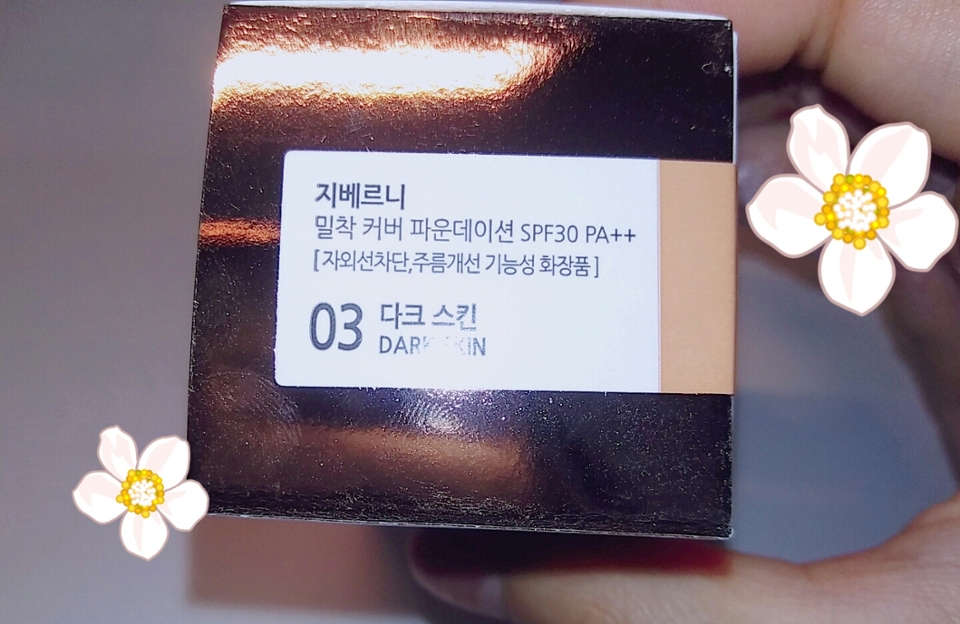 지베르니
밀착 커버 파운데이션 SPF30 PA++
[자외선차단,주름개선 기능성 화장품]
03 다크 스킨
DARK SKIN